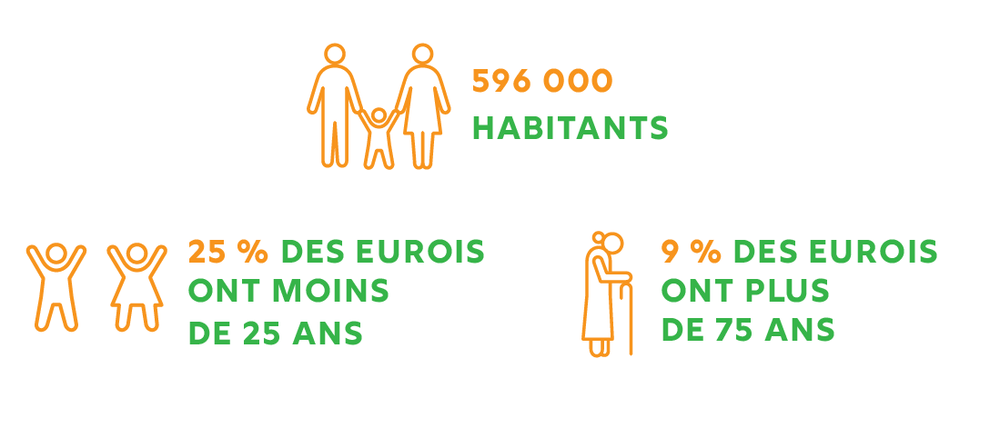 596 000
HABITANTS
25 % DES EUROIS
ONT MOINS
DE 25 ANS
9 % DES EUROIS
ONT PLUS
DE 75 ANS